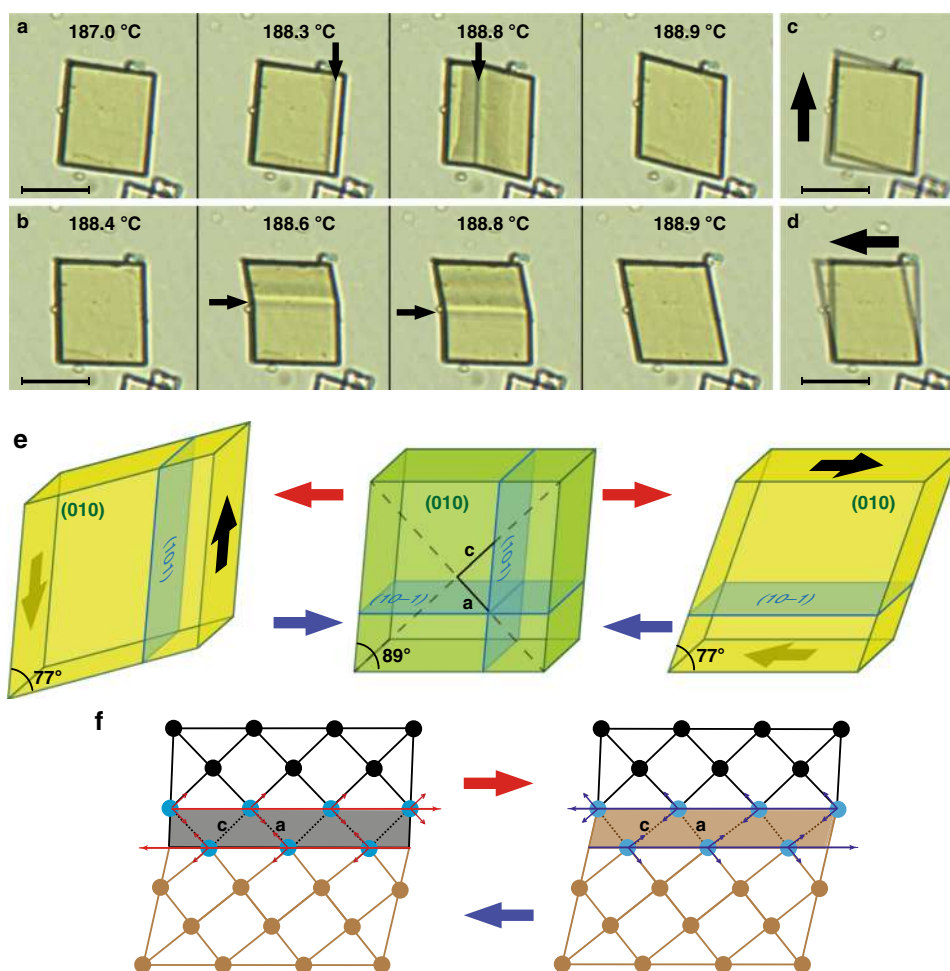 a 187.0 °C 188.3 °C 188.8 °C 188.9 °C c
b 188.4 °C 188.6 °C 188.8 °C 188.9 °C d
e
(010) (010) (010)
(101) c (101)
(10–1) a (10–1)
77° 89° 77°
f
c a c a